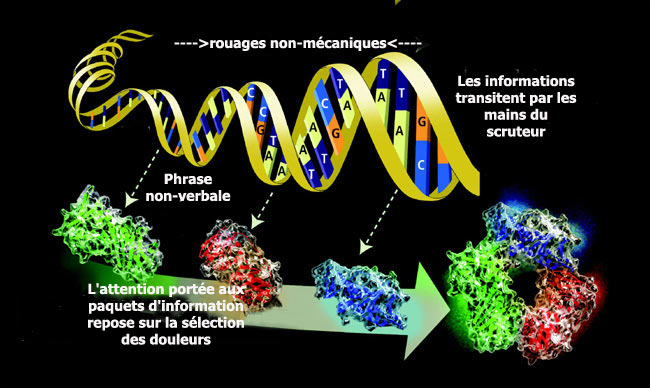 ---->rouages non-mécaniques<----
Les informations
transitent par les
mains du
scruteur
Phrase
non-verbale
L'attention portée aux
paquets d'information
repose sur la sélection
des douleurs
C C G T A A
A A C T T G
T A
T T A A G C